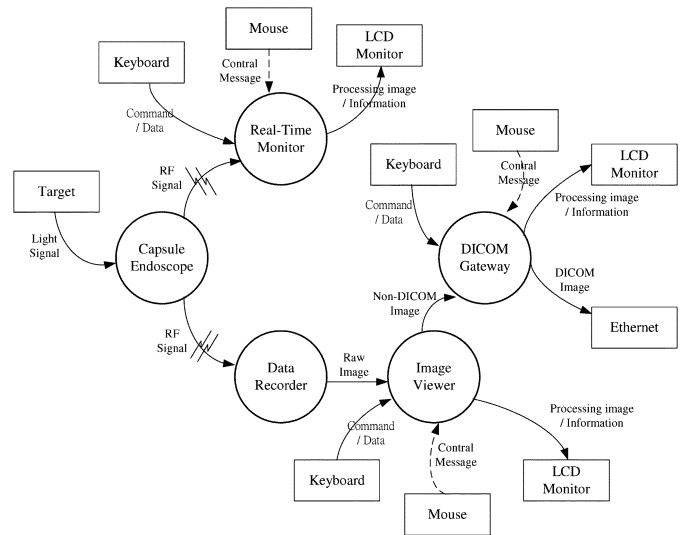 Mouse
LCD
Monitor
Keyboard
Contral
Message
Processing image
/ Information
Command
/ Data
Real-Time
Monitor
Mouse
LCD
Monitor
Keyboard
Contral
Message
RF
Signal
Target
Processing image
/ Information
Command
/ Data
Light
Signal
Capsule
Endoscope
DICOM
Gateway
DICOM
Image
Non-DICOM
Image
Ethernet
RF
Signal
Data
Recorder
Raw
Image
Image
Viewer
Processing image
/ Information
Command
/ Data
Contral
Message
Keyboard
LCD
Monitor
Mouse